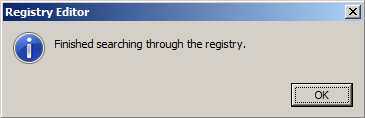 Registry Editor
Finished searching through the registry.
OK